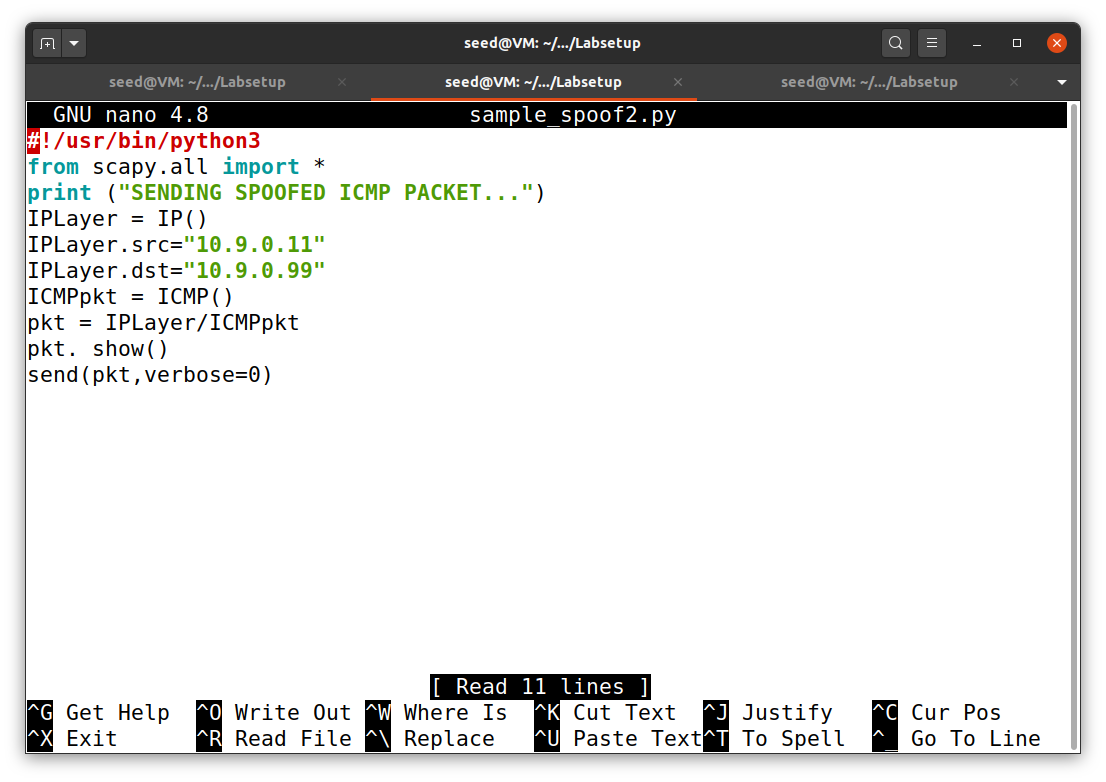 seed@VM: ~/.../Labsetup
seed@VM: ~/.../Labsetup × seed@VM: ~/.../Labsetup × seed@VM: ~/.../Labsetup ×
GNU nano 4.8 sample_spoof2.py
#!/usr/bin/python3
from scapy.all import *
print ("SENDING SPOOFED ICMP PACKET...")
IPLayer = IP()
IPLayer.src="10.9.0.11"
IPLayer.dst="10.9.0.99"
ICMPpkt = ICMP()
pkt = IPLayer/ICMPpkt
pkt. show()
send(pkt,verbose=0)
[ Read 11 lines ]
^G Get Help ^O Write Out ^W Where Is ^K Cut Text ^J Justify ^C Cur Pos
^X Exit ^R Read File ^\ Replace ^U Paste Text^T To Spell ^_ Go To Line